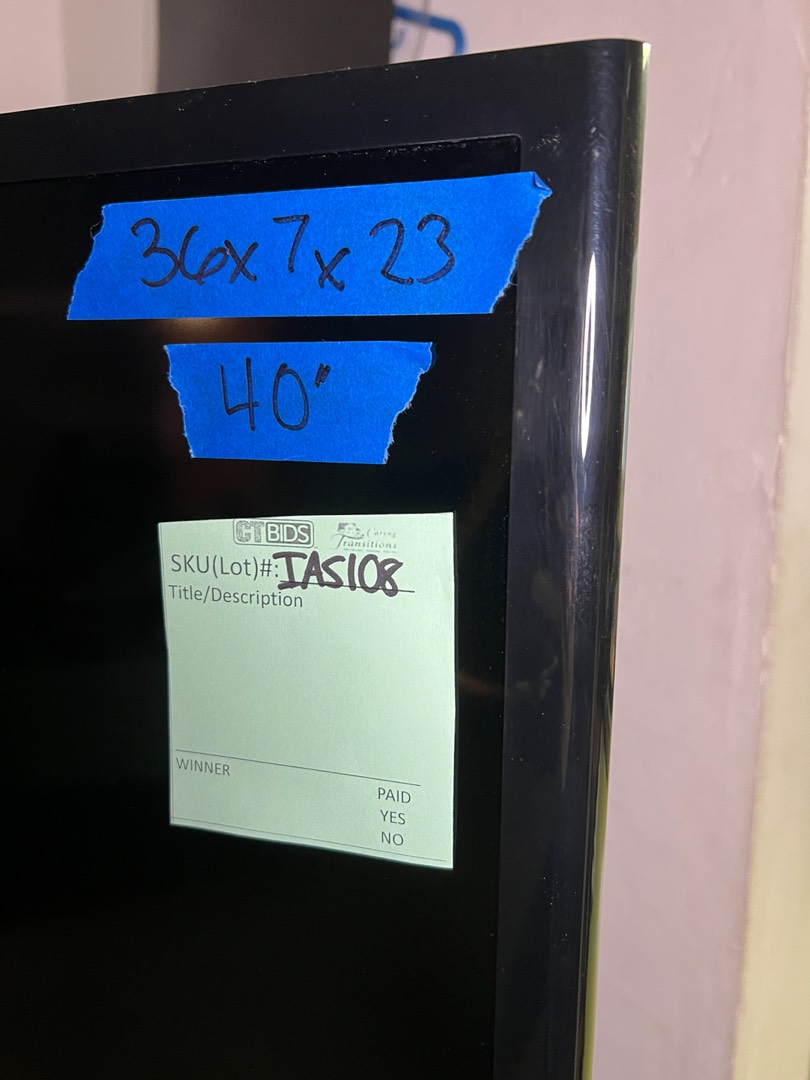 36x7x23
40"
CTBIDS Caring
Transitions
SKU(Lot)#: IAS108
Title/Description
WINNER
PAID
YES
NO